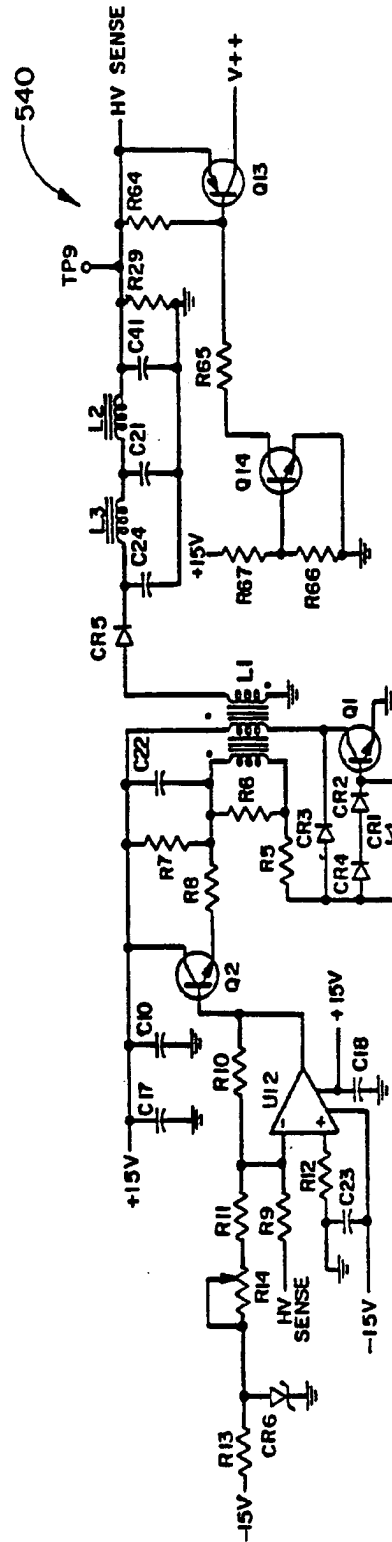 540
HV SENSE
TP9
R64
V++
Q13
R29
C41
L2
C21
L3
C24
R65
Q14
+15V
R67
R66
CR5
L1
C22
R7
R6
R8
R5
CR3
Q1
CR2
CR1
CR4
Q2
C10
C17
+15V
R10
U12
+15V
C18
-
+
R11
R9
R12
C23
R14
HV
SENSE
-15V
R13
CR6
-15V